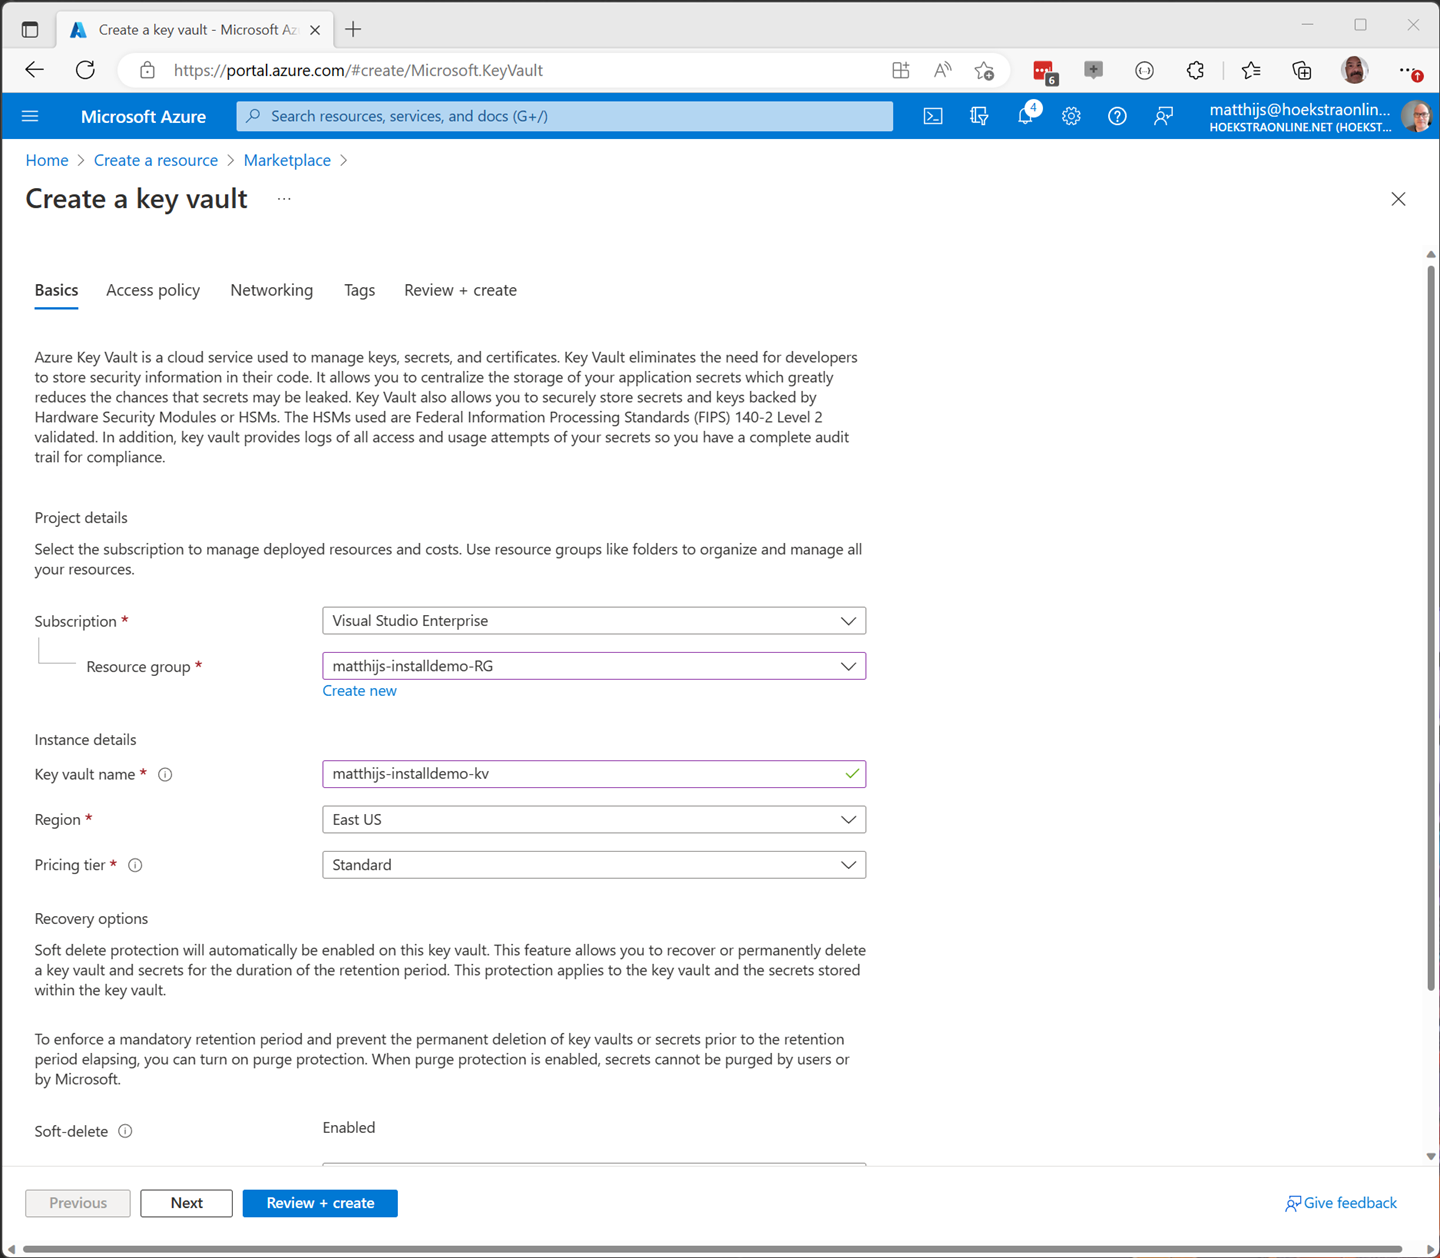 Create a key vault - Microsoft Az
https://portal.azure.com/#create/Microsoft.KeyVault
6
Microsoft Azure
Search resources, services, and docs (G+/)
4
matthijs@hoekstraonlin...
HOEKSTRAONLINE.NET (HOEKST...
Home > Create a resource > Marketplace >
Create a key vault ...
Basics Access policy Networking Tags Review + create
Azure Key Vault is a cloud service used to manage keys, secrets, and certificates. Key Vault eliminates the need for developers
to store security information in their code. It allows you to centralize the storage of your application secrets which greatly
reduces the chances that secrets may be leaked. Key Vault also allows you to securely store secrets and keys backed by
Hardware Security Modules or HSMs. The HSMs used are Federal Information Processing Standards (FIPS) 140-2 Level 2
validated. In addition, key vault provides logs of all access and usage attempts of your secrets so you have a complete audit
trail for compliance.
Project details
Select the subscription to manage deployed resources and costs. Use resource groups like folders to organize and manage all
your resources.
Subscription * Visual Studio Enterprise
Resource group * matthijs-installdemo-RG
Create new
Instance details
Key vault name * matthijs-installdemo-kv
Region * East US
Pricing tier * Standard
Recovery options
Soft delete protection will automatically be enabled on this key vault. This feature allows you to recover or permanently delete
a key vault and secrets for the duration of the retention period. This protection applies to the key vault and the secrets stored
within the key vault.
To enforce a mandatory retention period and prevent the permanent deletion of key vaults or secrets prior to the retention
period elapsing, you can turn on purge protection. When purge protection is enabled, secrets cannot be purged by users or
by Microsoft.
Soft-delete Enabled
Previous Next Review + create Give feedback